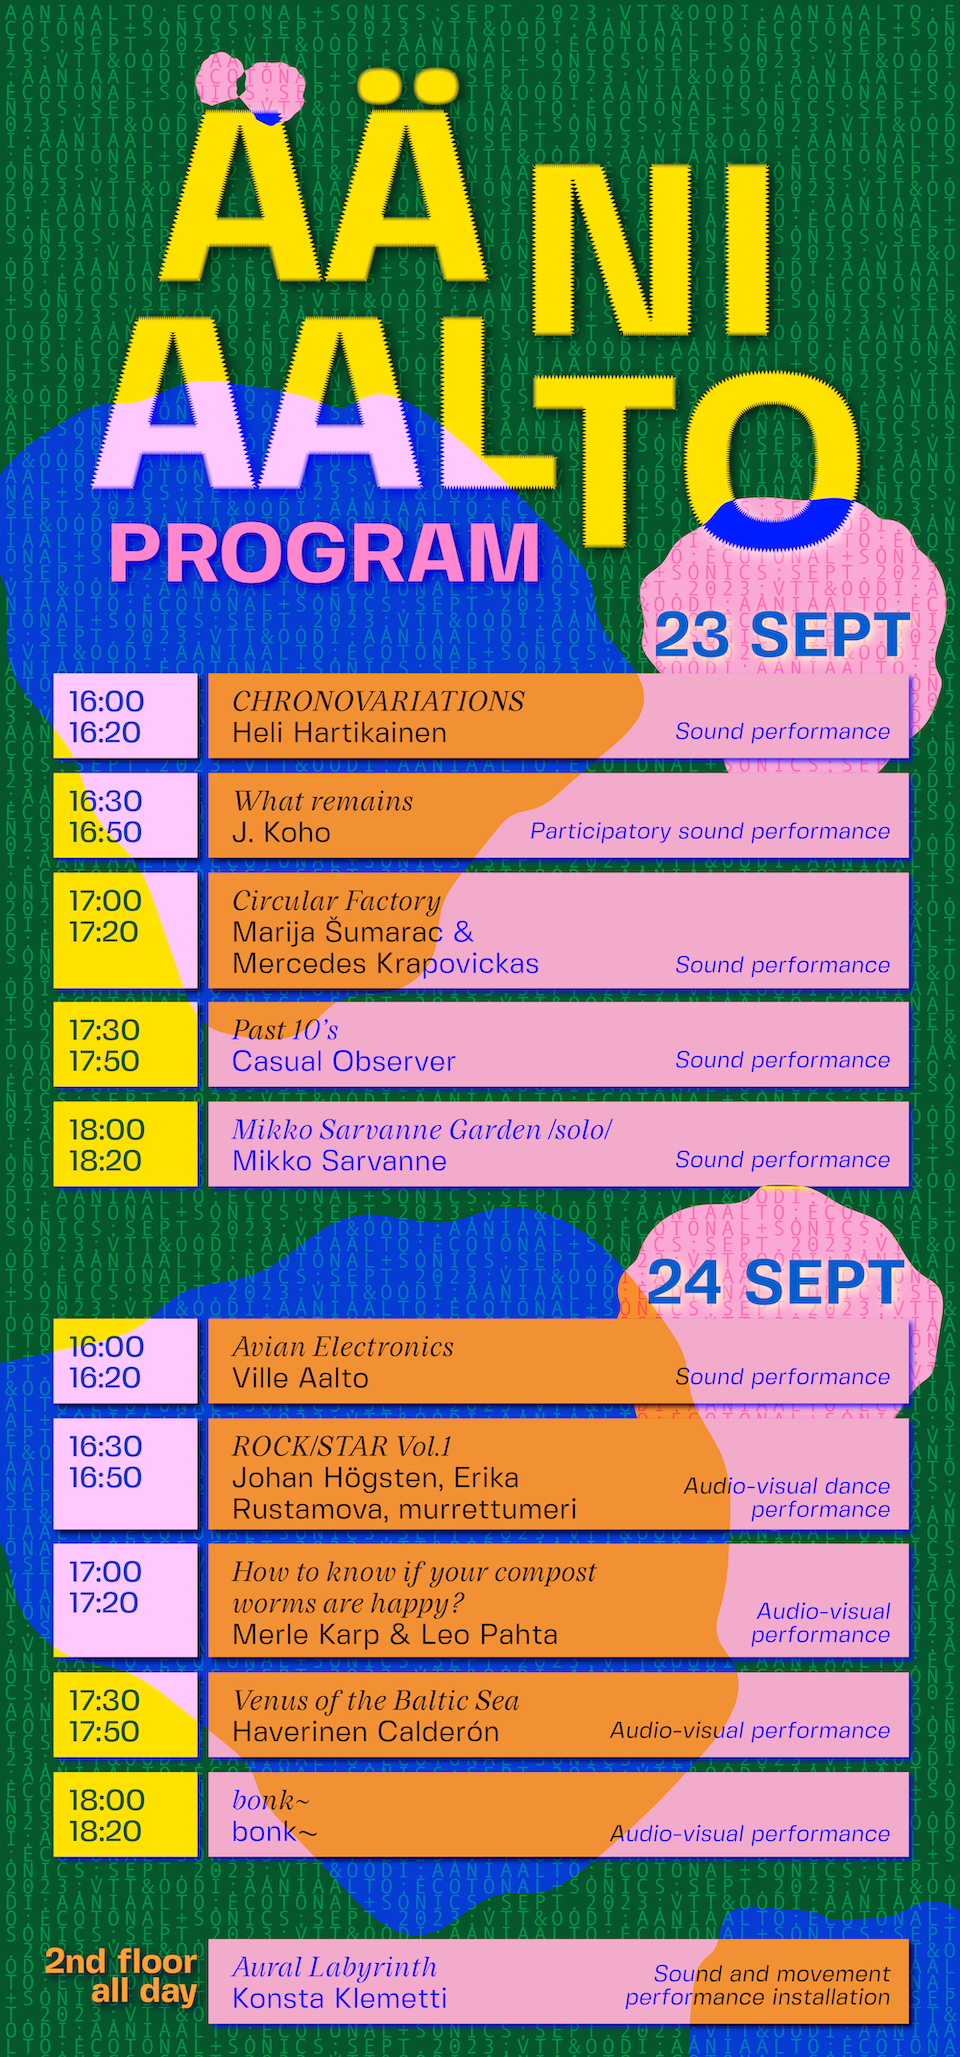 ÄÄNI
AALTO
PROGRAM
23 SEPT
16:00
16:20
CHRONOVARIATIONS
Heli Hartikainen
Sound performance
16:30
16:50
What remains
J. Koho
Participatory sound performance
17:00
17:20
Circular Factory
Marija Šumarac &
Mercedes Krapovickas
Sound performance
17:30
17:50
Past 10's
Casual Observer
Sound performance
18:00
18:20
Mikko Sarvanne Garden /solo/
Mikko Sarvanne
Sound performance
24 SEPT
16:00
16:20
Avian Electronics
Ville Aalto
Sound performance
16:30
16:50
ROCK/STAR Vol.1
Johan Högsten, Erika
Rustamova, murrettumeri
Audio-visual dance
performance
17:00
17:20
How to know if your compost
worms are happy?
Merle Karp & Leo Pahta
Audio-visual
performance
17:30
17:50
Venus of the Baltic Sea
Haverinen Calderón
Audio-visual performance
18:00
18:20
bonk~
bonk~
Audio-visual performance
2nd floor
all day
Aural Labyrinth
Konsta Klemetti
Sound and movement
performance installation